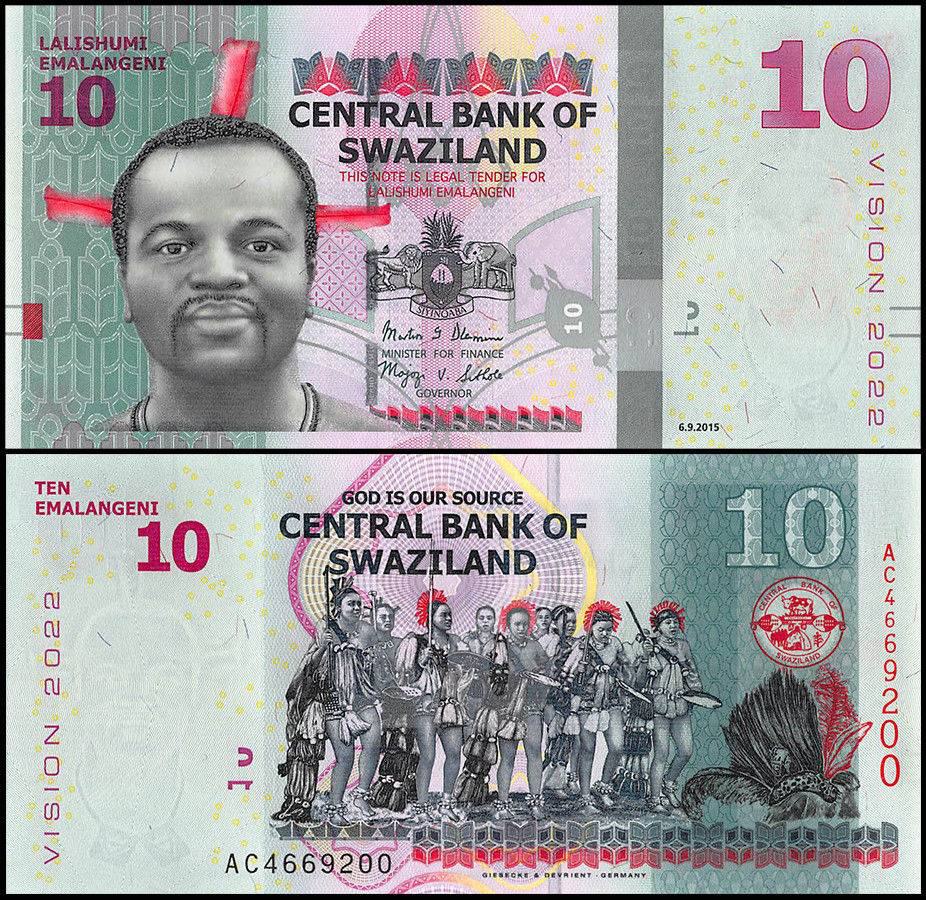 LALISHUMI
EMALANGENI
10
CENTRAL BANK OF
SWAZILAND
THIS NOTE IS LEGAL TENDER FOR
LALISHUMI EMALANGENI
SIYINQABA
MINISTER FOR FINANCE
GOVERNOR
10
10
VISION 2022
6.9.2015
TEN
EMALANGENI
10
VISION 2022
GOD IS OUR SOURCE
CENTRAL BANK OF
SWAZILAND
10
CENTRAL BANK OF
SWAZILAND
AC4669200
AC4669200
GIESECKE & DEVRIENT · GERMANY